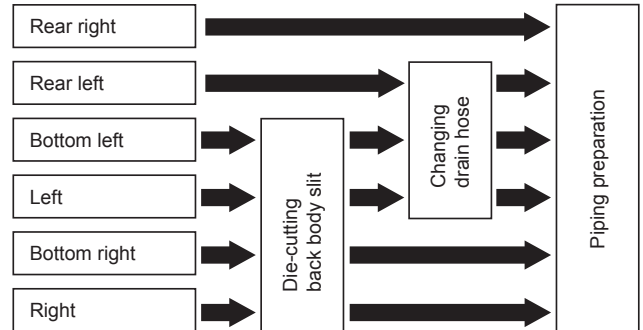 Rear right
Rear left
Bottom left
Left
Bottom right
Right
Die-cutting
back body slit
Changing
drain hose
Piping preparation